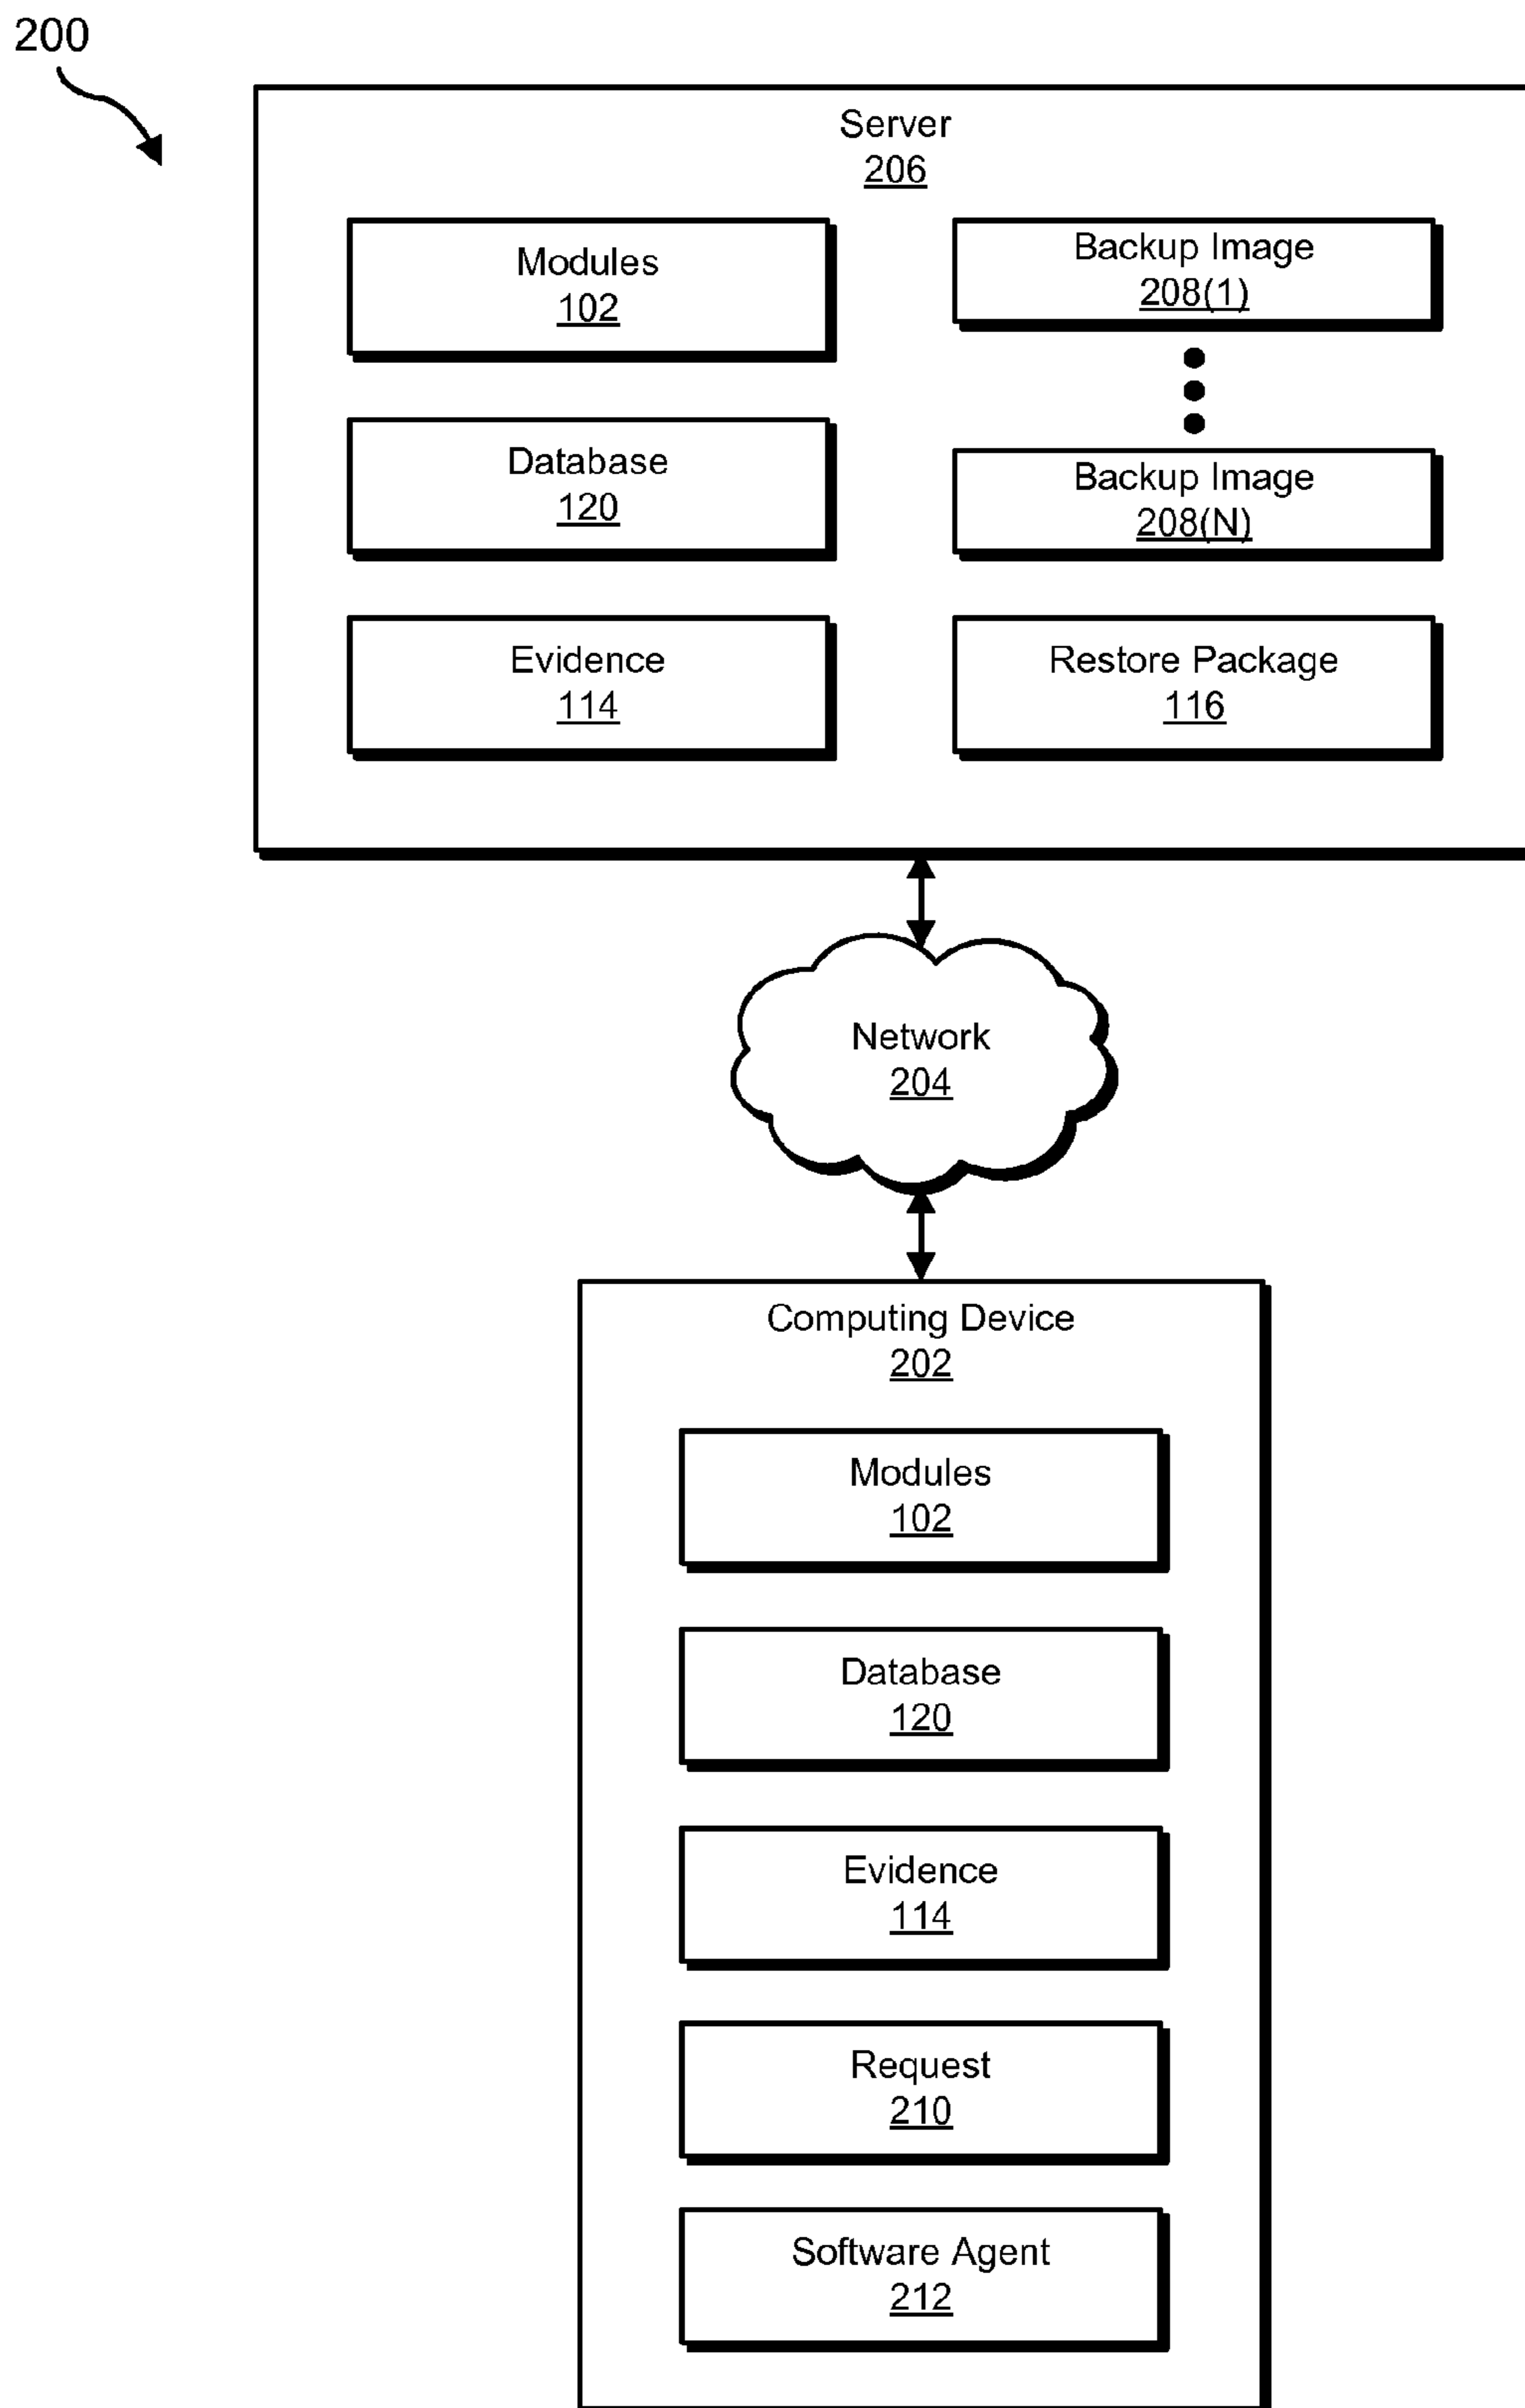 200
Server
206
Modules
102
Backup Image
208(1)
Database
120
Backup Image
208(N)
Evidence
114
Restore Package
116
Network
204
Computing Device
202
Modules
102
Database
120
Evidence
114
Request
210
Software Agent
212